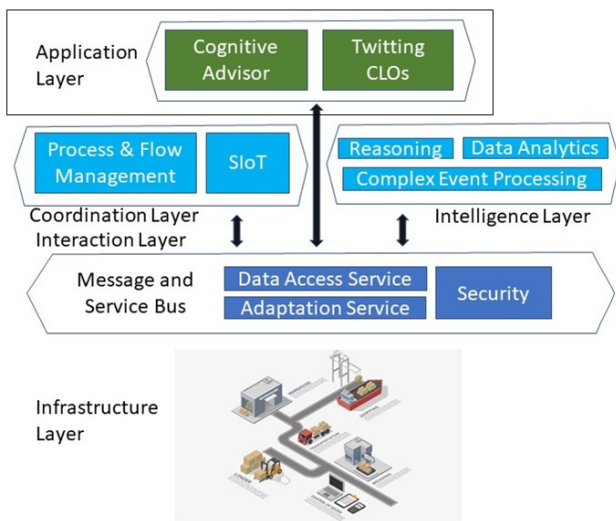 Application
Layer
Cognitive
Advisor
Twitting
CLOs
Process & Flow
Management
SIoT
Reasoning
Data Analytics
Complex Event Processing
Coordination Layer
Interaction Layer
Intelligence Layer
Message and
Service Bus
Data Access Service
Adaptation Service
Security
Infrastructure
Layer